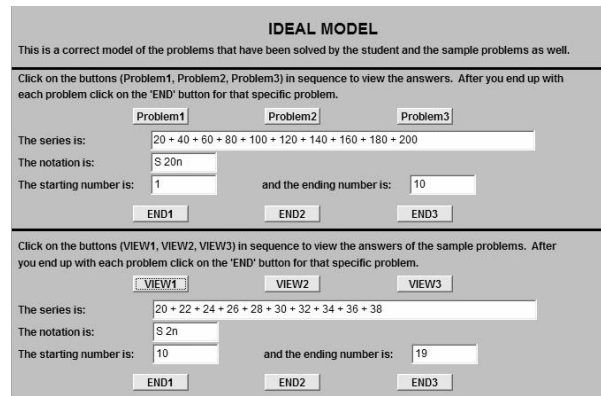 IDEAL MODEL
This is a correct model of the problems that have been solved by the student and the sample problems as well.
Click on the buttons (Problem1, Problem2, Problem3) in sequence to view the answers. After you end up with
each problem click on the 'END' button for that specific problem.
Problem1 Problem2 Problem3
The series is: 20 + 40 + 60 + 80 + 100 + 120 + 140 + 160 + 180 + 200
The notation is: S 20n
The starting number is: 1 and the ending number is: 10
END1 END2 END3
Click on the buttons (VIEW1, VIEW2, VIEW3) in sequence to view the answers of the sample problems. After
you end up with each problem click on the 'END' button for that specific problem.
VIEW1 VIEW2 VIEW3
The series is: 20 + 22 + 24 + 26 + 28 + 30 + 32 + 34 + 36 + 38
The notation is: S 2n
The starting number is: 10 and the ending number is: 19
END1 END2 END3